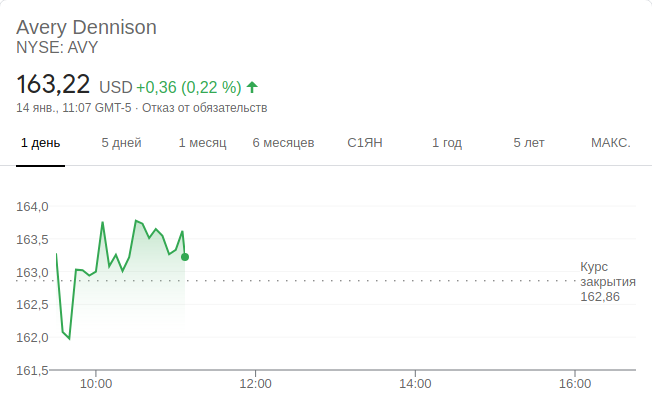 Avery Dennison
NYSE: AVY
163,22 USD +0,36 (0,22 %)
14 янв., 11:07 GMT-5 · Отказ от обязательств
1 день 5 дней 1 месяц 6 месяцев С1ЯН 1 год 5 лет МАКС.
164,0
163,5
163,0
162,5
162,0
161,5
Курс
закрытия
162,86
10:00 12:00 14:00 16:00